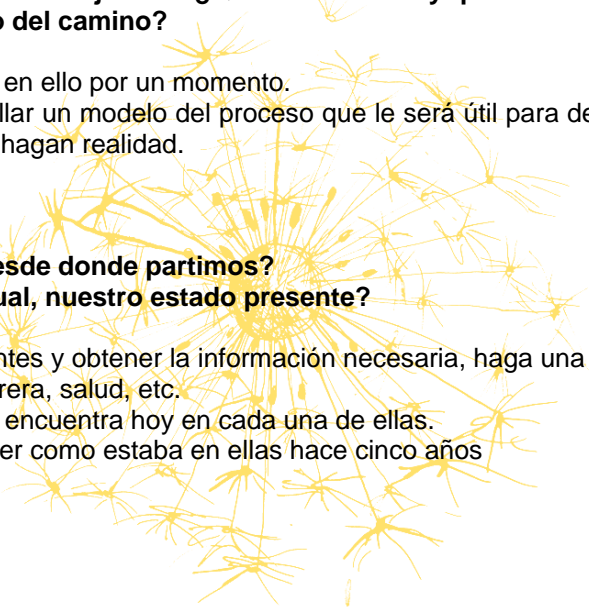 o del camino?
en ello por un momento.
llar un modelo del proceso que le será útil para de
hagan realidad.
esde donde partimos?
ual, nuestro estado presente?
ntes y obtener la información necesaria, haga una
rera, salud, etc.
encuentra hoy en cada una de ellas.
er como estaba en ellas hace cinco años